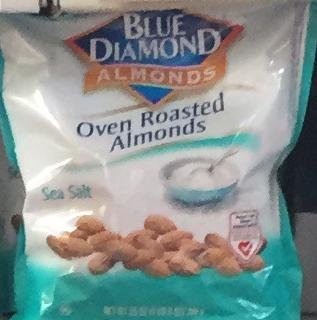 BLUE
DIAMOND
ALMONDS
Oven Roasted
Almonds
Sea Salt